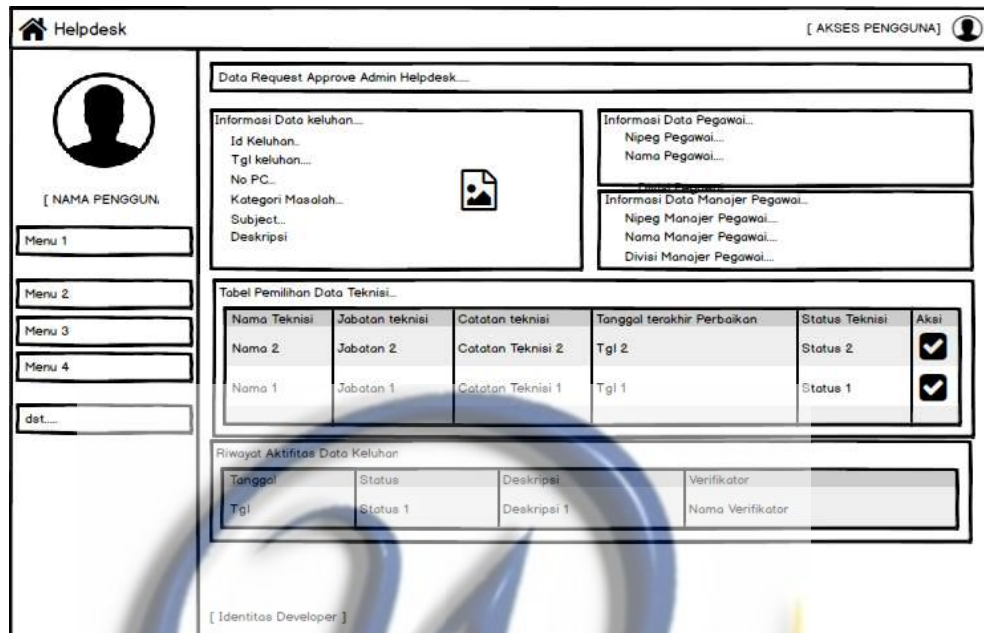 Helpdesk
[ AKSES PENGGUNA]
[ NAMA PENGGUN
Menu 1
Menu 2
Menu 3
Menu 4
dst.....
Data Request Approve Admin Helpdesk.....
Informasi Data keluhan....
Id Keluhan..
Tgl keluhan....
No PC...
Kategori Masalah...
Subject...
Deskripsi
Informasi Data Pegawai...
Nipeg Pegawai....
Nama Pegawai....
Informasi Data Manajer Pegawai...
Nipeg Manajer Pegawai....
Nama Manajer Pegawai....
Divisi Manajer Pegawai....
Tabel Pemilihan Data Teknisi...
Nama Teknisi Jabatan teknisi Catatan teknisi Tanggal terakhir Perbaikan Status Teknisi Aksi
Nama 2 Jabatan 2 Catatan Teknisi 2 Tgl 2 Status 2
Nama 1 Jabatan 1 Catatan Teknisi 1 Tgl 1 Status 1
Riwayat Aktifitas Data Keluhan
Tanggal Status Deskripsi Verifikator
Tgl Status 1 Deskripsi 1 Nama Verifikator
[ Identitas Developer ]